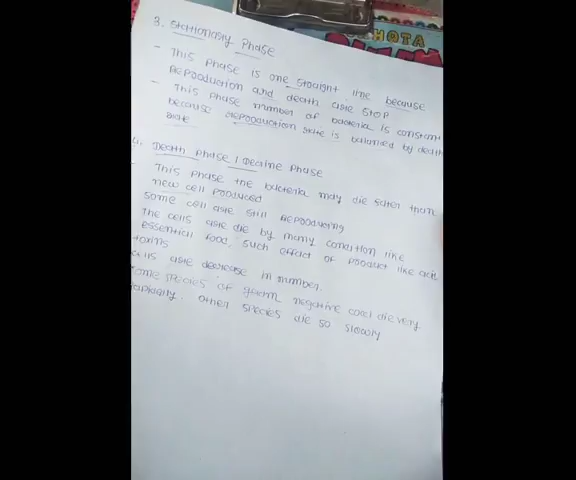 3. Stationary Phase
- This Phase is one straight line because
Reproduction and death are stop
- This Phase number of bacteria is constant
because reproduction rate is balanced by death
rate
4. Death Phase / Decline Phase
- This Phase the bacteria may die than
new cell produced
some cell are still reproducing
The cells are die by many condition like
essential food, such effect of product like acid
toxins
cells are decrease in number.
some species of gram negative cocci die very
rapidally. other species die so slowly